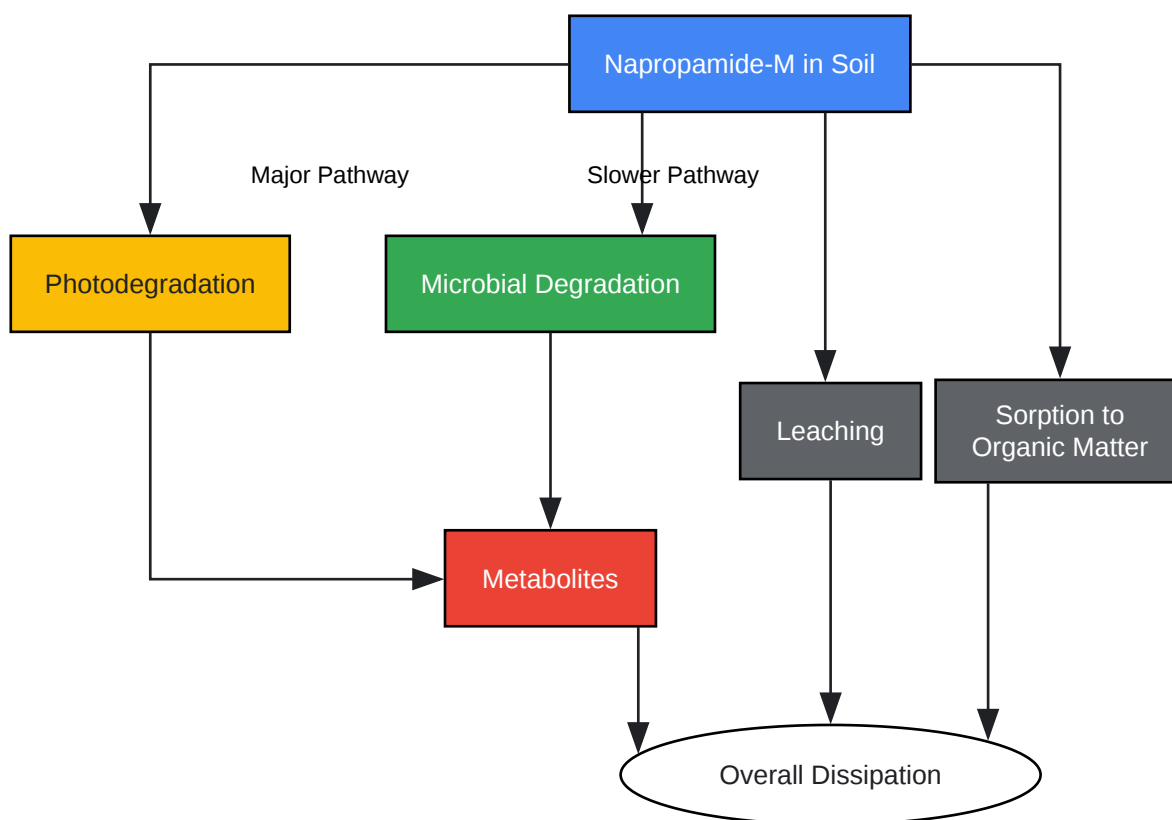 Napropamide-M in Soil
Major Pathway
Slower Pathway
Photodegradation
Microbial Degradation
Leaching
Sorption to
Organic Matter
Metabolites
Overall Dissipation